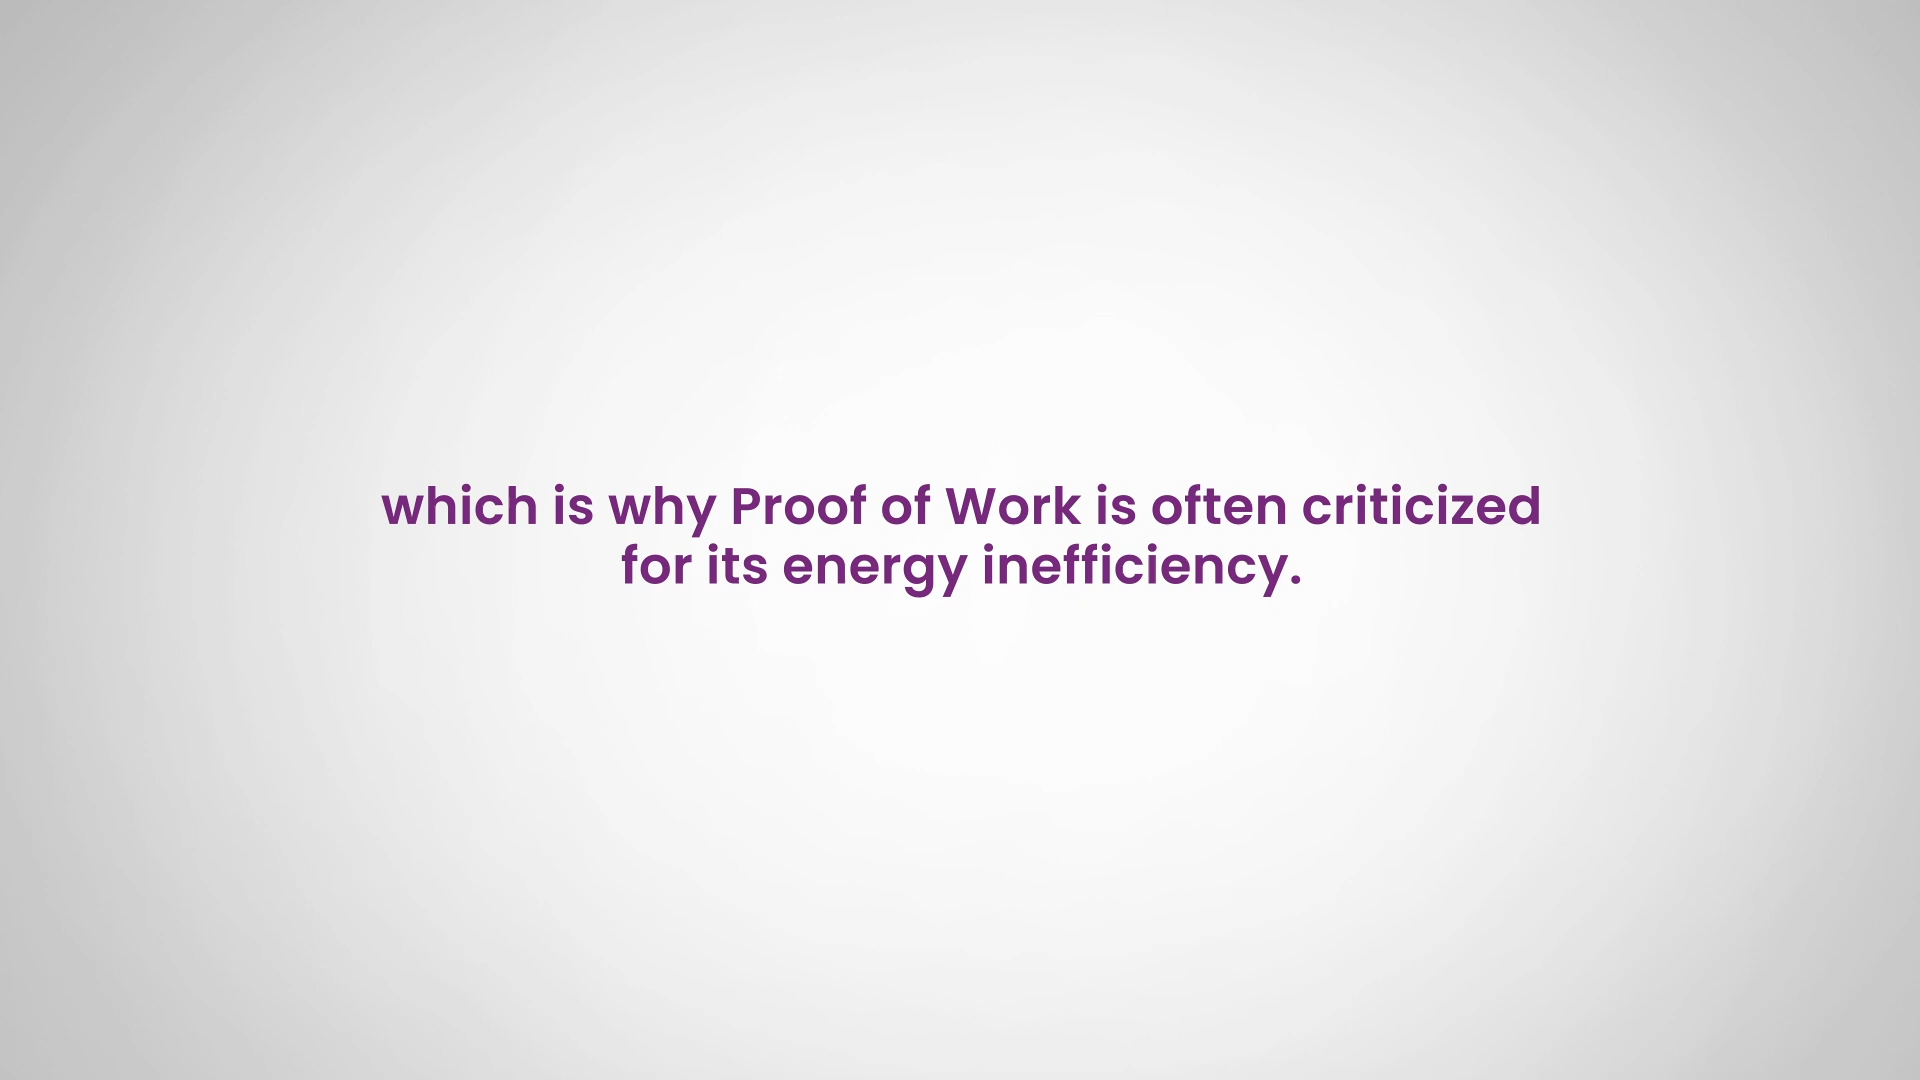 which is why Proof of Work is often criticized
for its energy inefficiency.